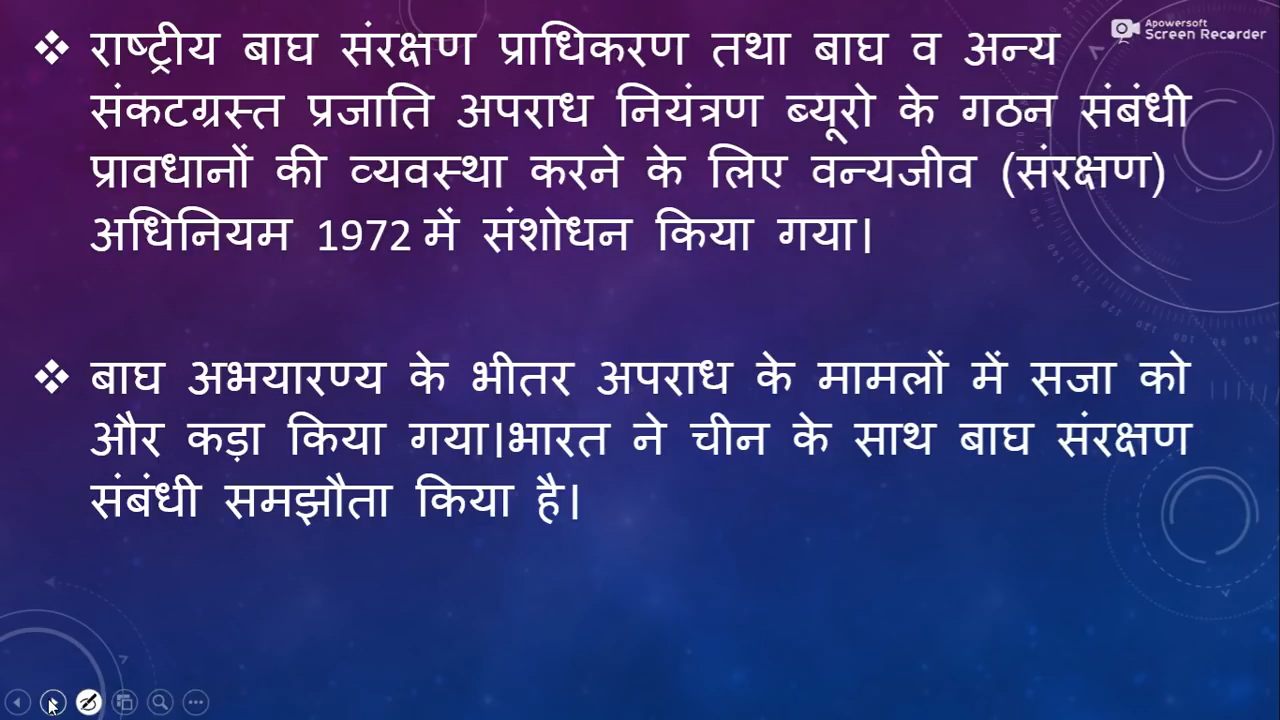 ❖ राष्ट्रीय बाघ संरक्षण प्राधिकरण तथा बाघ व अन्य
संकटग्रस्त प्रजाति अपराध नियंत्रण ब्यूरो के गठन संबंधी
प्रावधानों की व्यवस्था करने के लिए वन्यजीव (संरक्षण)
अधिनियम 1972 में संशोधन किया गया।
❖ बाघ अभयारण्य के भीतर अपराध के मामलों में सजा को
और कड़ा किया गया।भारत ने चीन के साथ बाघ संरक्षण
संबंधी समझौता किया है।
Apowersoft
Screen Recorder